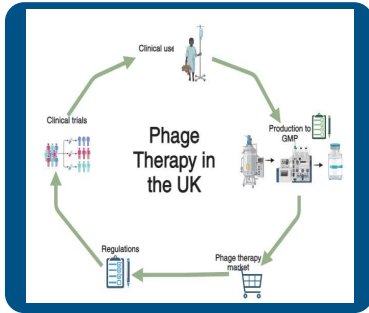 Clinical use
Clinical trials
Production to
GMP
Phage
Therapy in
the UK
Regulations
Phage therapy
market